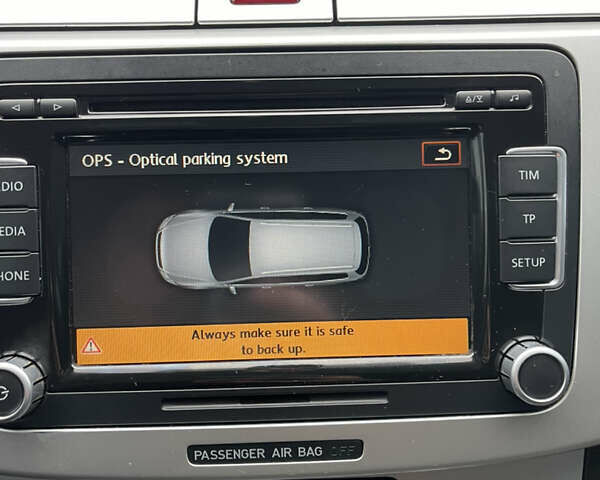 OPS - Optical parking system
DIO
EDIA
HONE
TIM
TP
SETUP
Always make sure it is safe
to back up.
PASSENGER AIR BAG OFF